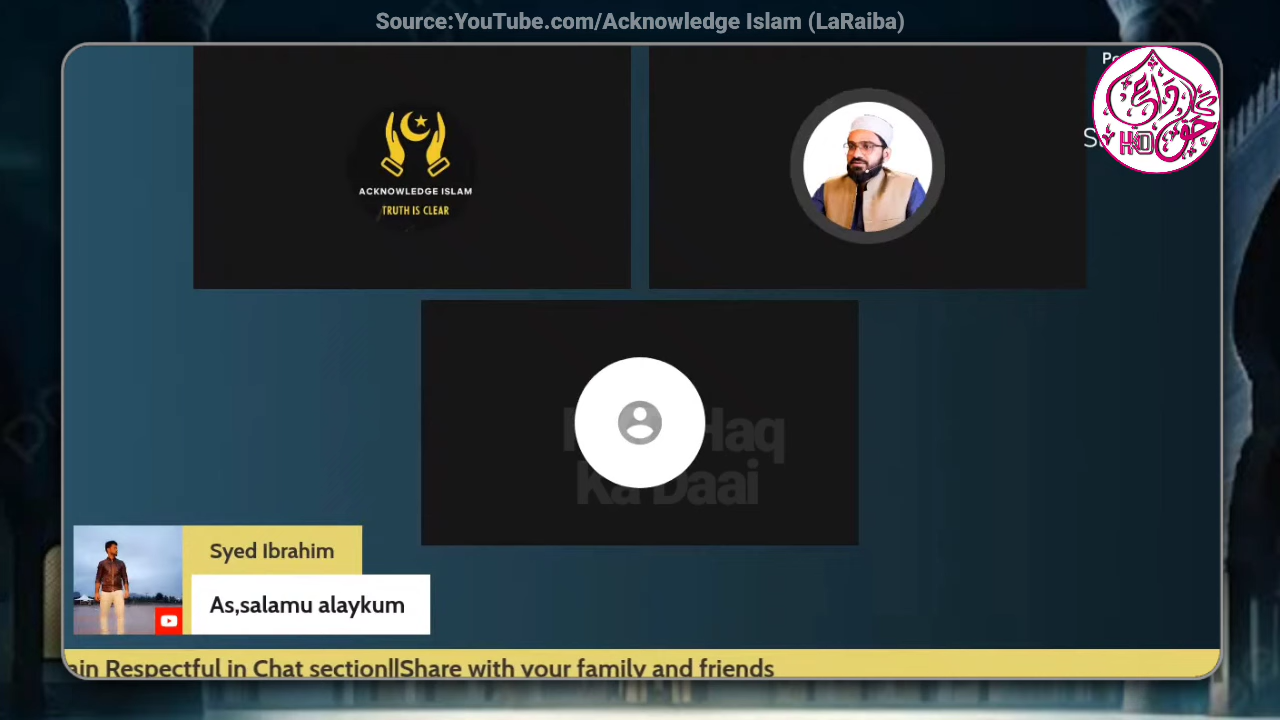 Source:YouTube.com/Acknowledge Islam (LaRaiba)
ACKNOWLEDGE ISLAM
TRUTH IS CLEAR
HKD
Haq
Ka Daai
Syed Ibrahim
As,salamu alaykum
Respectful in Chat section||Share with your family and friends